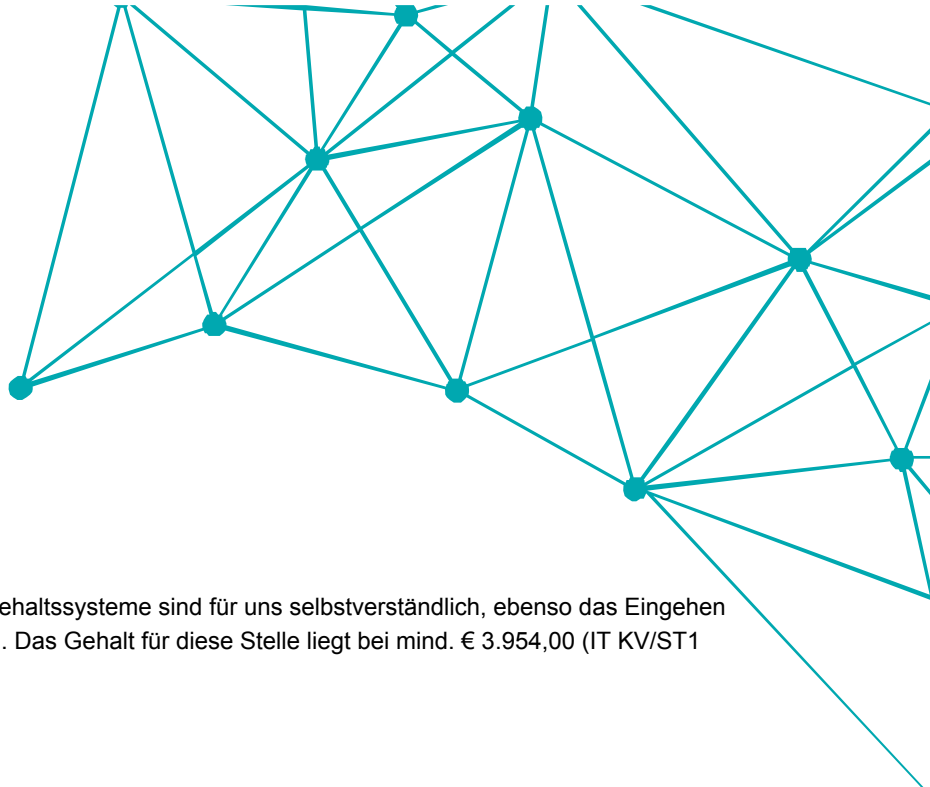 ehaltssysteme sind für uns selbstverständlich, ebenso das Eingehen
. Das Gehalt für diese Stelle liegt bei mind. € 3.954,00 (IT KV/ST1